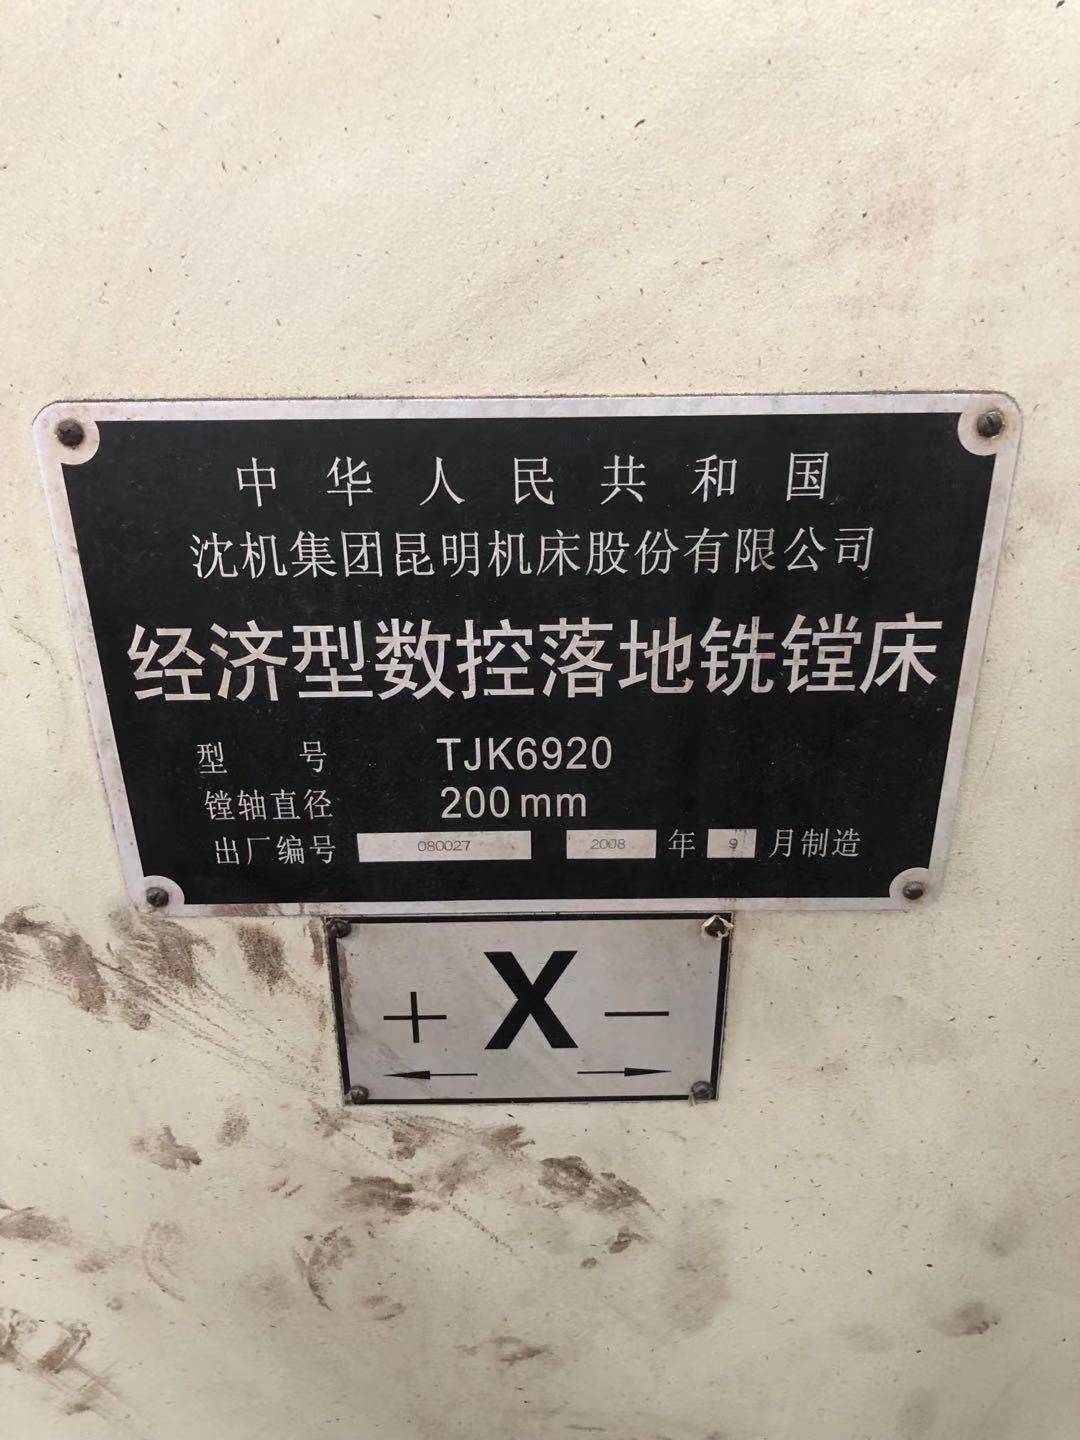 中华人民共和国
沈机集团昆明机床股份有限公司
经济型数控落地铣镗床
型 号 TJK6920
镗轴直径 200mm
出厂编号 080027 2008 年 9 月制造
+ X −
← →